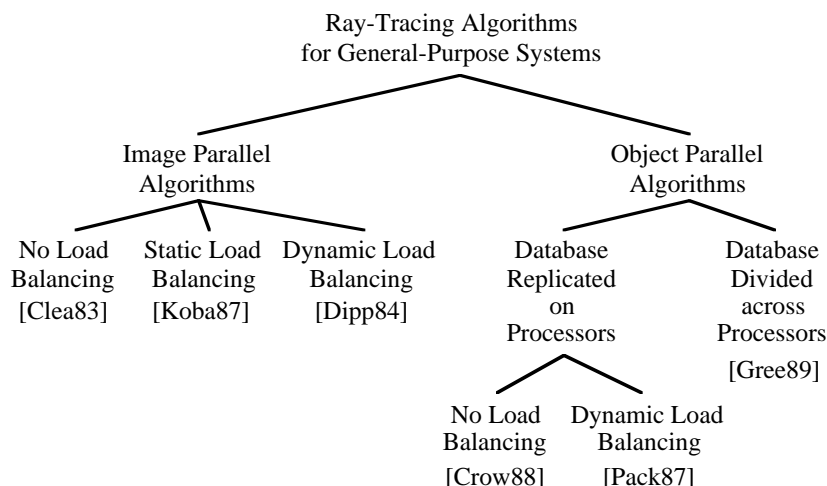 Ray-Tracing Algorithms
for General-Purpose Systems
Image Parallel
Algorithms
Object Parallel
Algorithms
No Load
Balancing
[Clea83]
Static Load
Balancing
[Koba87]
Dynamic Load
Balancing
[Dipp84]
Database
Replicated
on
Processors
Database
Divided
across
Processors
[Gree89]
No Load
Balancing
[Crow88]
Dynamic Load
Balancing
[Pack87]